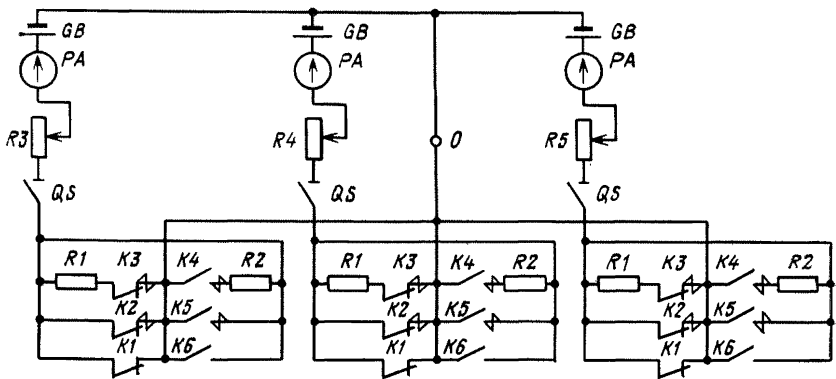 GB GB GB
PA PA PA
R3 R4 0 R5
QS QS QS
R1 K3 K4 R2 R1 K3 K4 R2 R1 K3 K4 R2
K2 K5 K2 K5 K2 K5
K1 K6 K1 K6 K1 K6